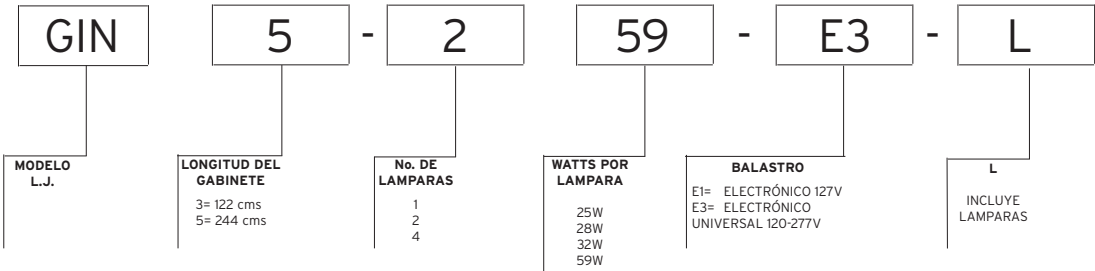 GIN 5 - 2 59 - E3 - L
MODELO
L.J.
LONGITUD DEL
GABINETE
3= 122 cms
5= 244 cms
No. DE
LAMPARAS
1
2
4
WATTS POR
LAMPARA
25W
28W
32W
59W
BALASTRO
E1= ELECTRÓNICO 127V
E3= ELECTRÓNICO
UNIVERSAL 120-277V
L
INCLUYE
LAMPARAS